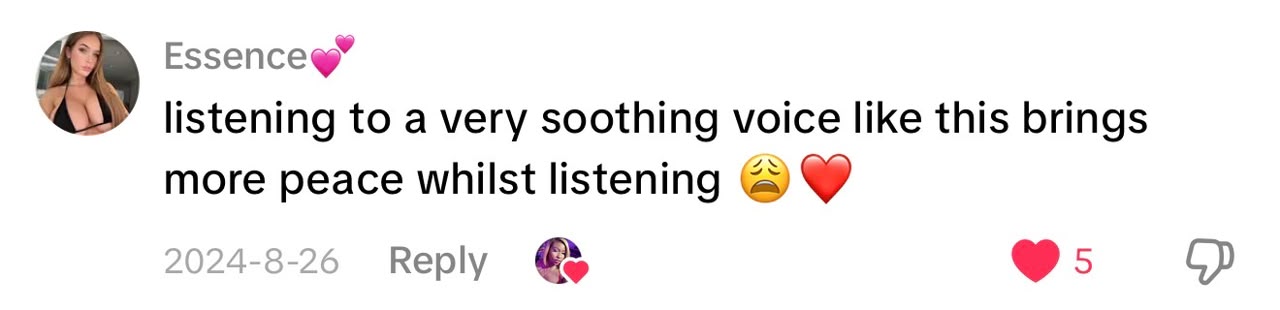 Essence💕
listening to a very soothing voice like this brings
more peace whilst listening 😩❤️
2024-8-26 Reply 5